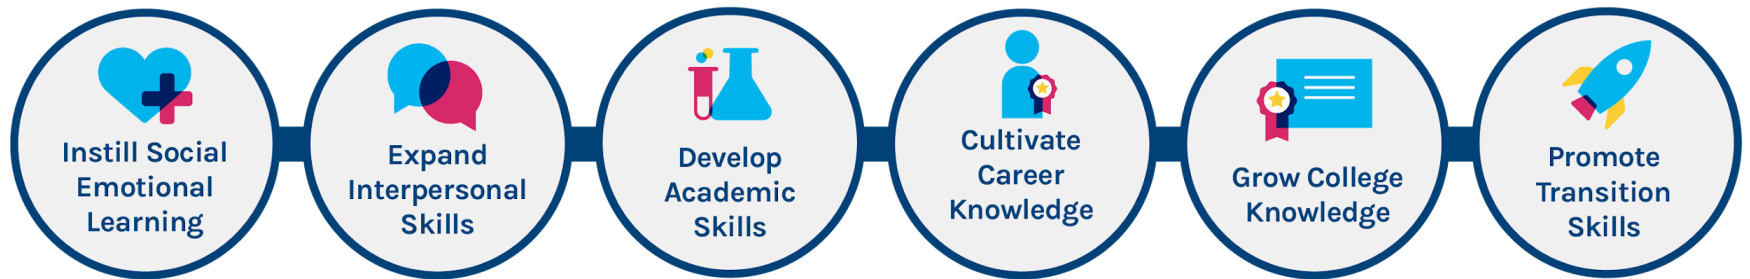 Instill Social
Emotional
Learning
Expand
Interpersonal
Skills
Develop
Academic
Skills
Cultivate
Career
Knowledge
Grow College
Knowledge
Promote
Transition
Skills